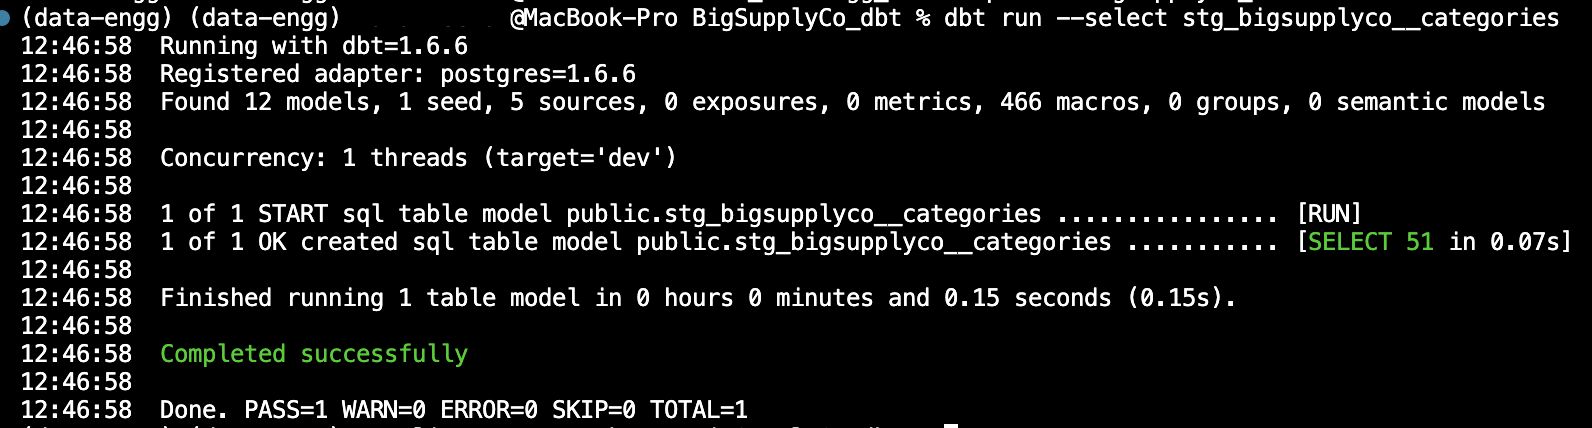 (data-engg) (data-engg) @MacBook-Pro BigSupplyCo_dbt % dbt run --select stg_bigsupplyco__categories
12:46:58 Running with dbt=1.6.6
12:46:58 Registered adapter: postgres=1.6.6
12:46:58 Found 12 models, 1 seed, 5 sources, 0 exposures, 0 metrics, 466 macros, 0 groups, 0 semantic models
12:46:58
12:46:58 Concurrency: 1 threads (target='dev')
12:46:58
12:46:58 1 of 1 START sql table model public.stg_bigsupplyco__categories ................ [RUN]
12:46:58 1 of 1 OK created sql table model public.stg_bigsupplyco__categories ........... [SELECT 51 in 0.07s]
12:46:58
12:46:58 Finished running 1 table model in 0 hours 0 minutes and 0.15 seconds (0.15s).
12:46:58
12:46:58 Completed successfully
12:46:58
12:46:58 Done. PASS=1 WARN=0 ERROR=0 SKIP=0 TOTAL=1